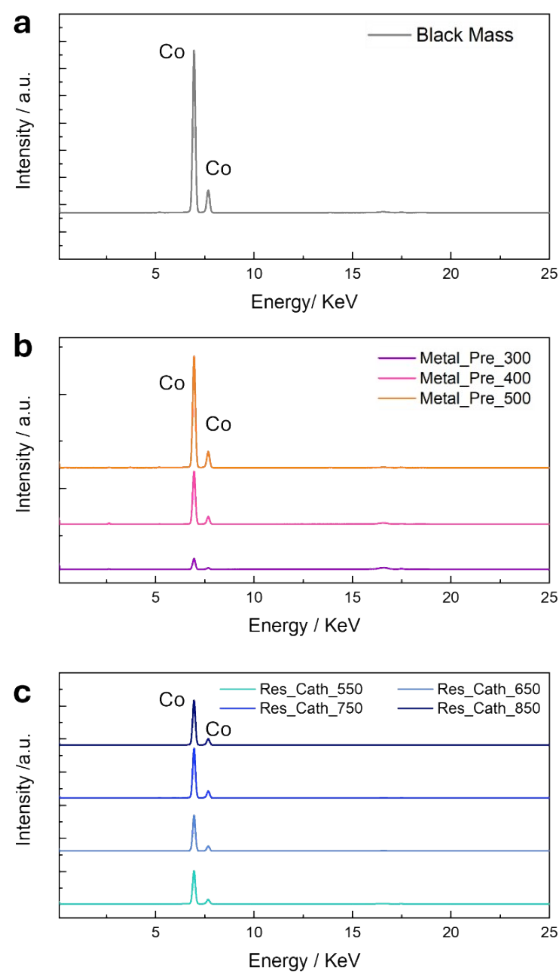 a
Black Mass
Co
Co
Intensity / a.u.
5 10 15 20 25
Energy/ KeV
b
Metal_Pre_300
Metal_Pre_400
Metal_Pre_500
Co
Co
Intensity / a.u.
5 10 15 20 25
Energy / KeV
c
Res_Cath_550 Res_Cath_650
Res_Cath_750 Res_Cath_850
Co
Co
Intensity /a.u.
5 10 15 20 25
Energy / KeV